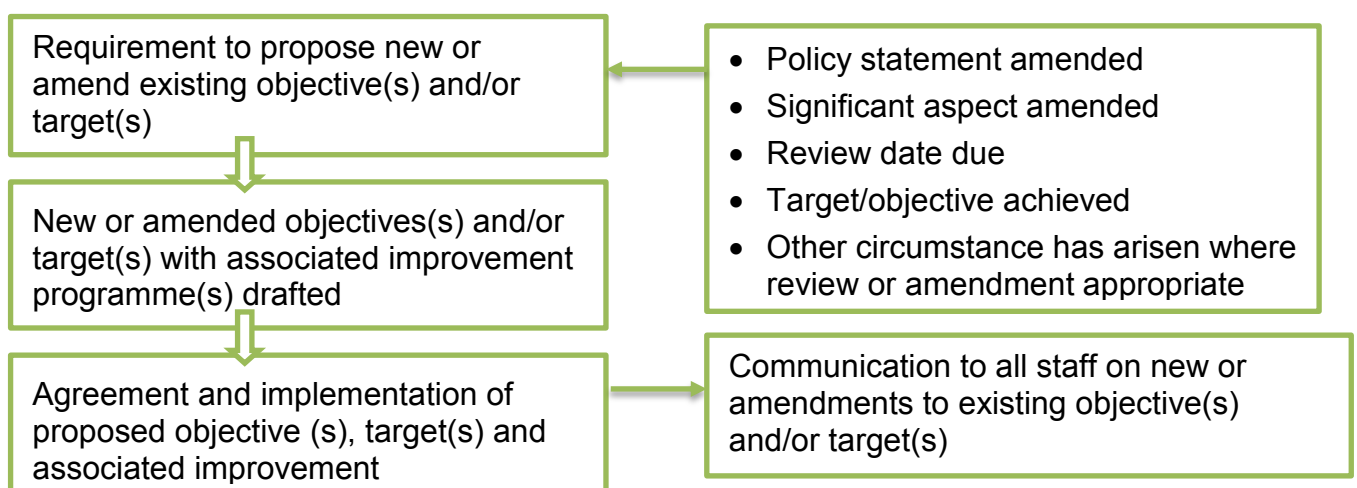 Requirement to propose new or
amend existing objective(s) and/or
target(s)
• Policy statement amended
• Significant aspect amended
• Review date due
• Target/objective achieved
• Other circumstance has arisen where
review or amendment appropriate
New or amended objectives(s) and/or
target(s) with associated improvement
programme(s) drafted
Agreement and implementation of
proposed objective (s), target(s) and
associated improvement
Communication to all staff on new or
amendments to existing objective(s)
and/or target(s)